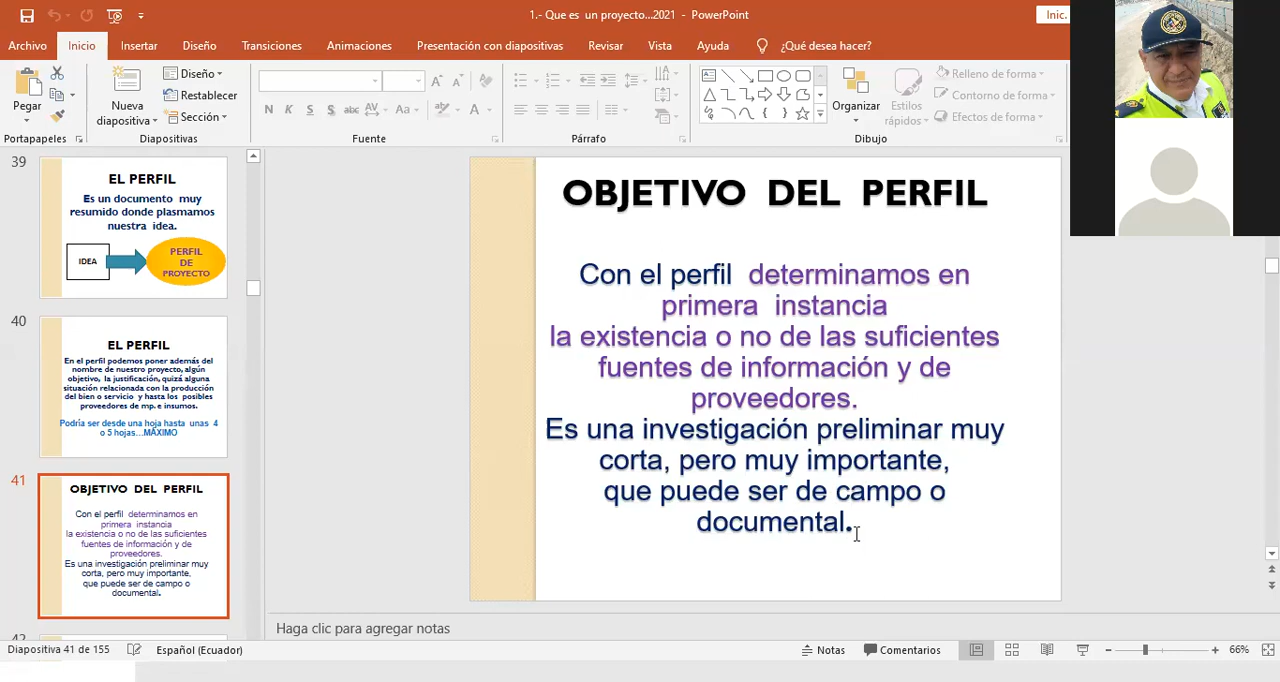 1.- Que es  un proyecto...2021  -  PowerPoint
Inic.
Archivo
Inicio
Insertar
Diseño
Transiciones
Animaciones
Presentación con diapositivas
Revisar
Vista
Ayuda
¿Qué desea hacer?
Pegar
Nueva
diapositiva
Diseño
Restablecer
Sección
N K S S abc AV Aa A
Organizar
Estilos
rápidos
Relleno de forma
Contorno de forma
Efectos de forma
Portapapeles
Diapositivas
Fuente
Párrafo
Dibujo
39
EL PERFIL
Es un documento  muy
resumido donde plasmamos
nuestra  idea.
IDEA
PERFIL
DE
PROYECTO
40
EL PERFIL
En el perfil podemos poner además del
nombre de nuestro proyecto, algún
objetivo, la justificación, quizá alguna
situación relacionada con la producción
del bien o servicio  y hasta los  posibles
proveedores de mp. e insumos.
Podría ser desde una hoja hasta  unas  4
o 5 hojas...MÁXIMO
41
OBJETIVO  DEL  PERFIL
Con el perfil  determinamos en
primera  instancia
la existencia o no de las suficientes
fuentes de información y de
proveedores.
Es una investigación preliminar muy
corta, pero muy importante,
que puede ser de campo o
documental.
42
OBJETIVO  DEL  PERFIL
Con el perfil  determinamos en
primera  instancia
la existencia o no de las suficientes
fuentes de información y de
proveedores.
Es una investigación preliminar muy
corta, pero muy importante,
que puede ser de campo o
documental.
Haga clic para agregar notas
Diapositiva 41 de 155
Español (Ecuador)
Notas
Comentarios
66%